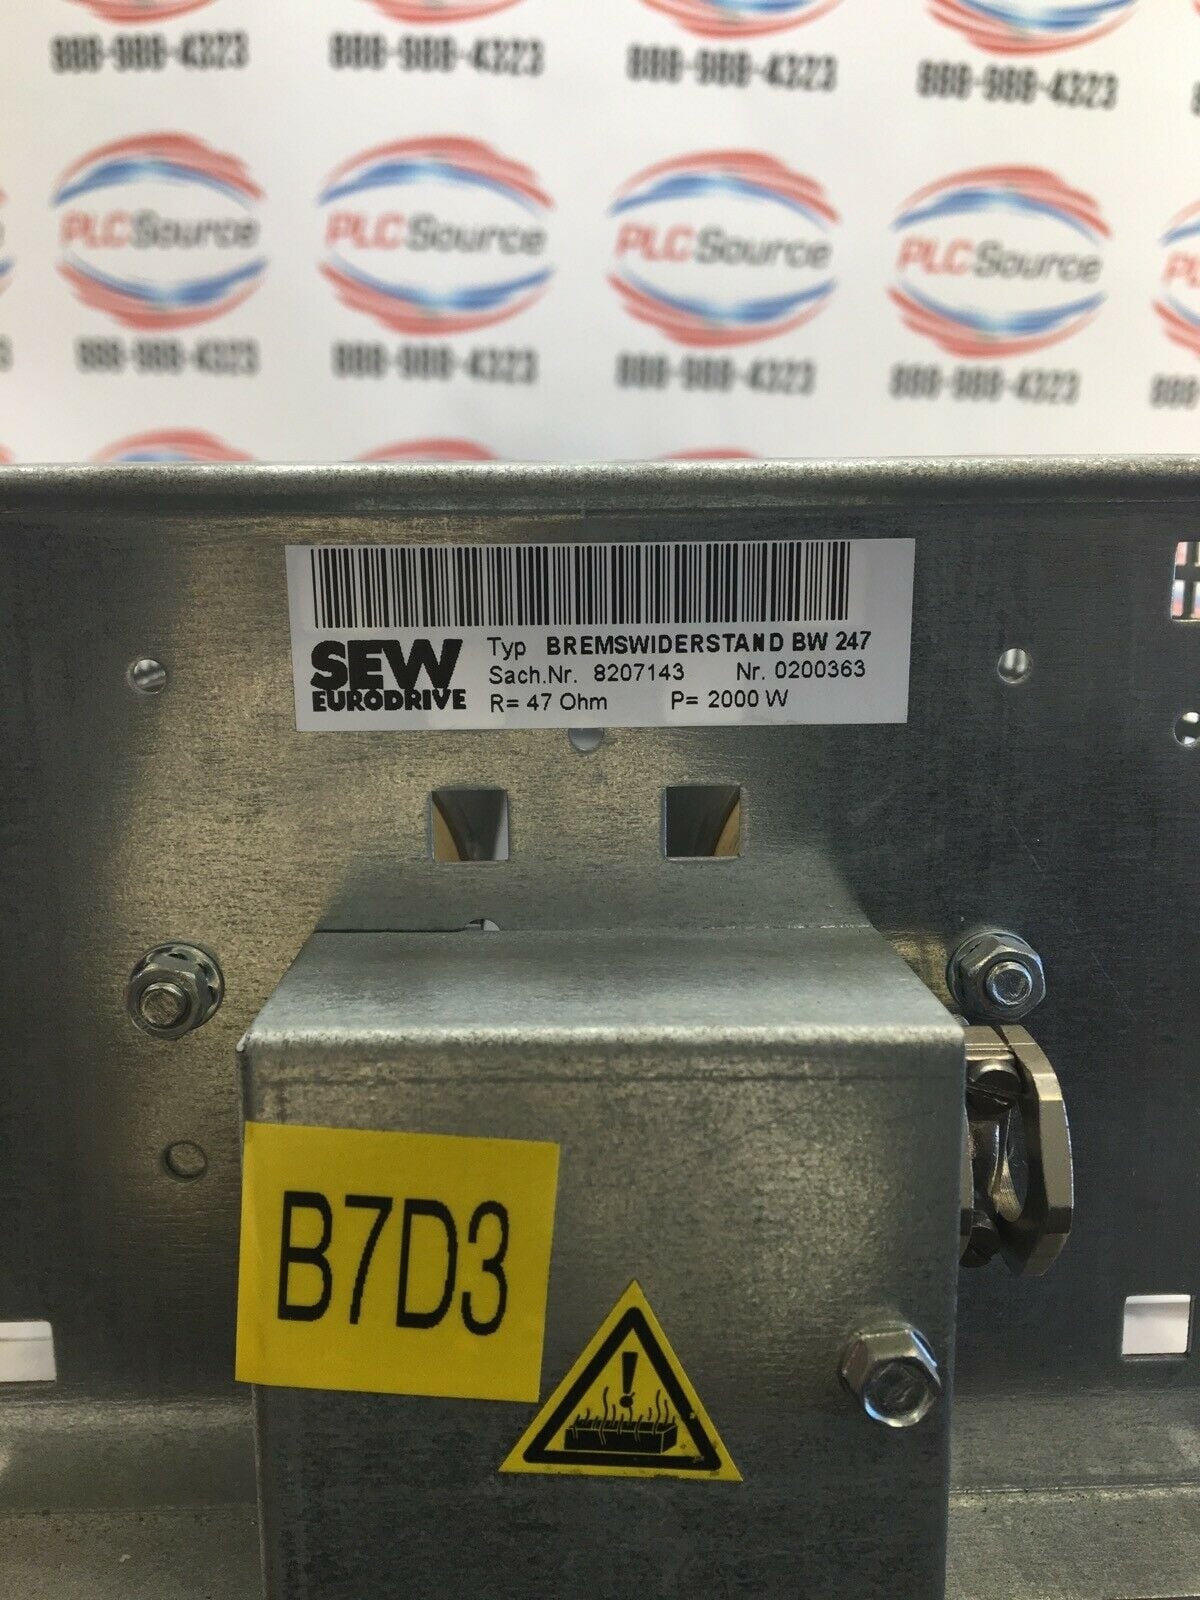 888-988-4323 888-988-4323 888-988-4323 888-988-4323
PLCSource PLCSource PLCSource PLCSource
888-988-4323 888-988-4323 888-988-4323 888-988-4323
SEW
EURODRIVE
Typ BREMSWIDERSTAND BW 247
Sach.Nr. 8207143 Nr. 0200363
R= 47 Ohm P= 2000 W
B7D3